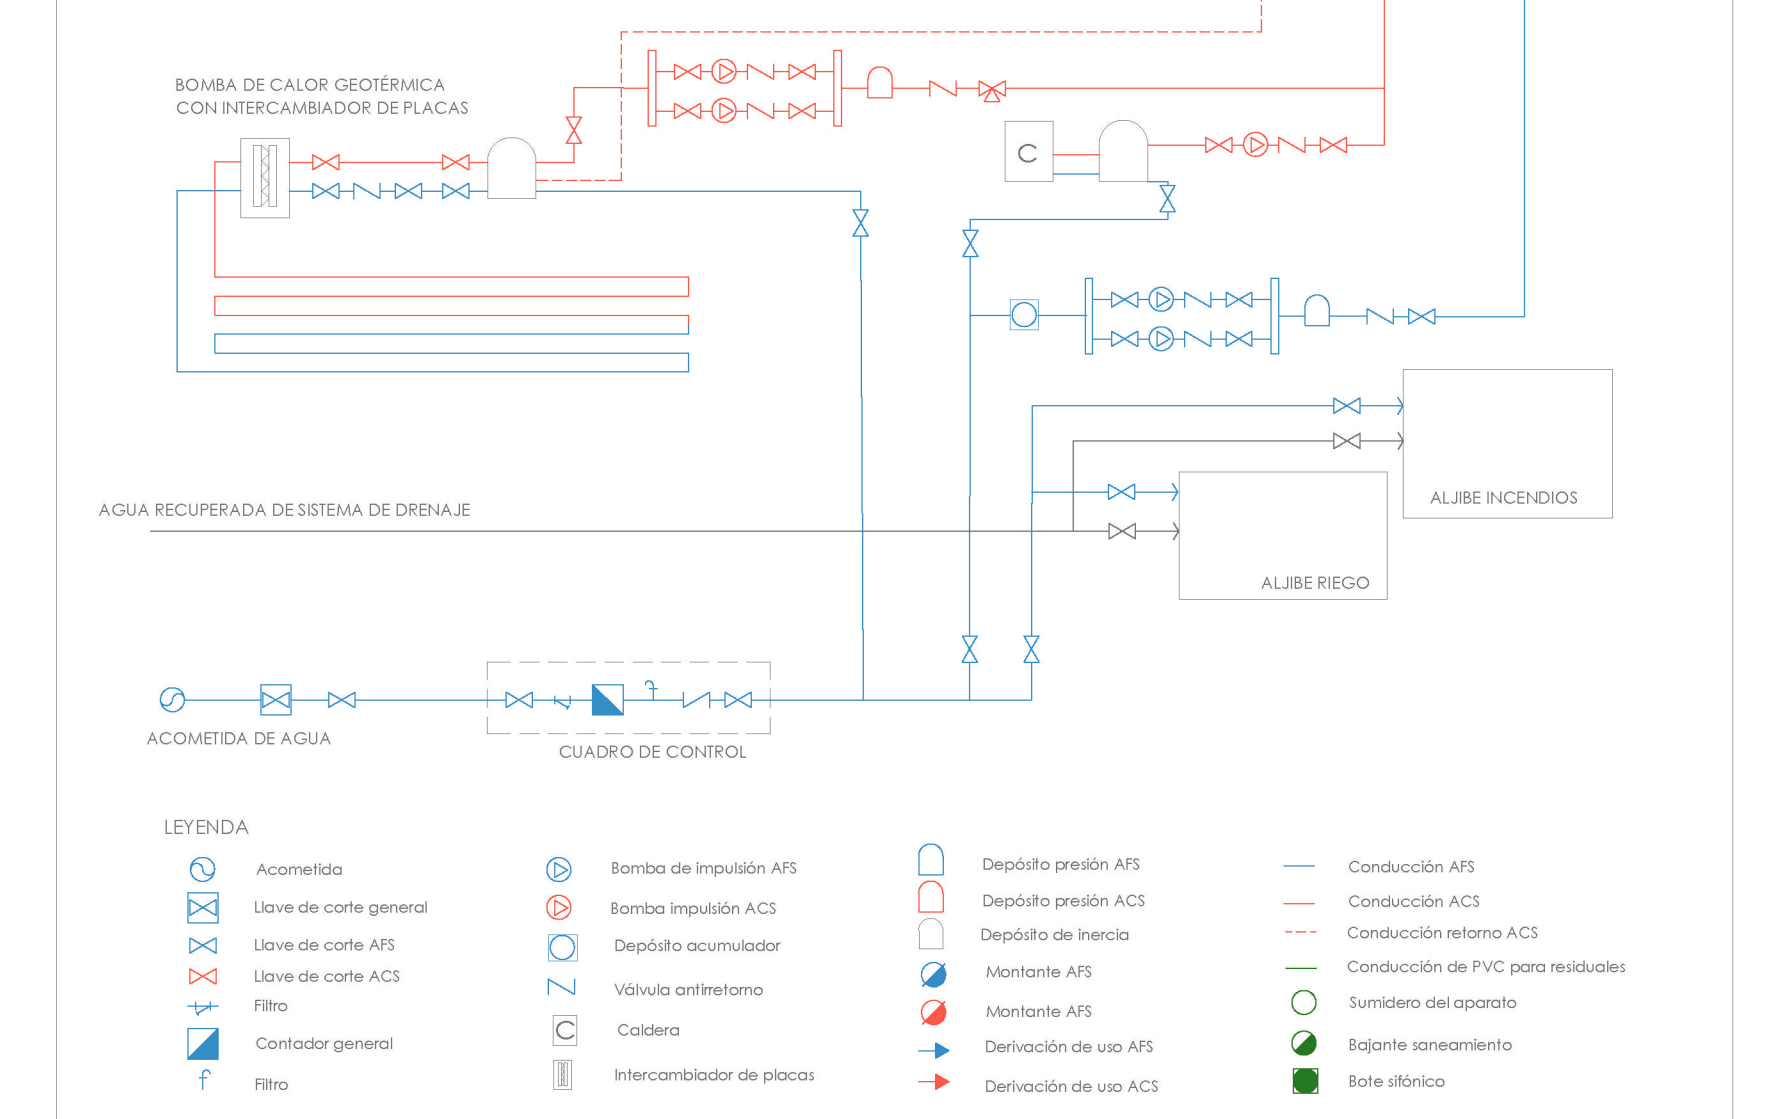 BOMBA DE CALOR GEOTÉRMICA
CON INTERCAMBIADOR DE PLACAS
C
AGUA RECUPERADA DE SISTEMA DE DRENAJE
ALJIBE INCENDIOS
ALJIBE RIEGO
ACOMETIDA DE AGUA
CUADRO DE CONTROL
LEYENDA
Acometida
Llave de corte general
Llave de corte AFS
Llave de corte ACS
Filtro
Contador general
Filtro
Bomba de impulsión AFS
Bomba impulsión ACS
Depósito acumulador
Válvula antirretorno
C
Caldera
Intercambiador de placas
Depósito presión AFS
Depósito presión ACS
Depósito de inercia
Montante AFS
Montante AFS
Derivación de uso AFS
Derivación de uso ACS
Conducción AFS
Conducción ACS
Conducción retorno ACS
Conducción de PVC para residuales
Sumidero del aparato
Bajante saneamiento
Bote sifónico